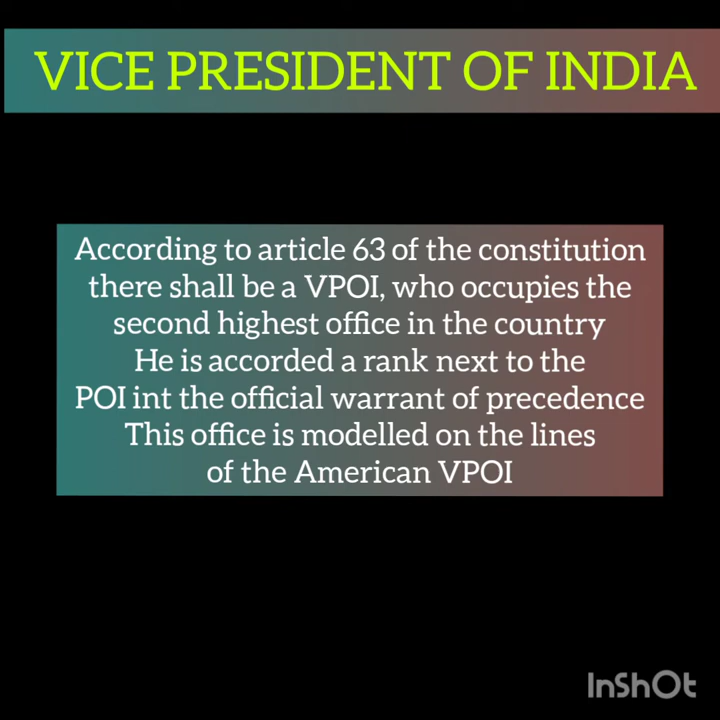 VICE PRESIDENT OF INDIA
According to article 63 of the constitution
there shall be a VPOI, who occupies the
second highest office in the country
He is accorded a rank next to the
POI int the official warrant of precedence
This office is modelled on the lines
of the American VPOI
InShOt